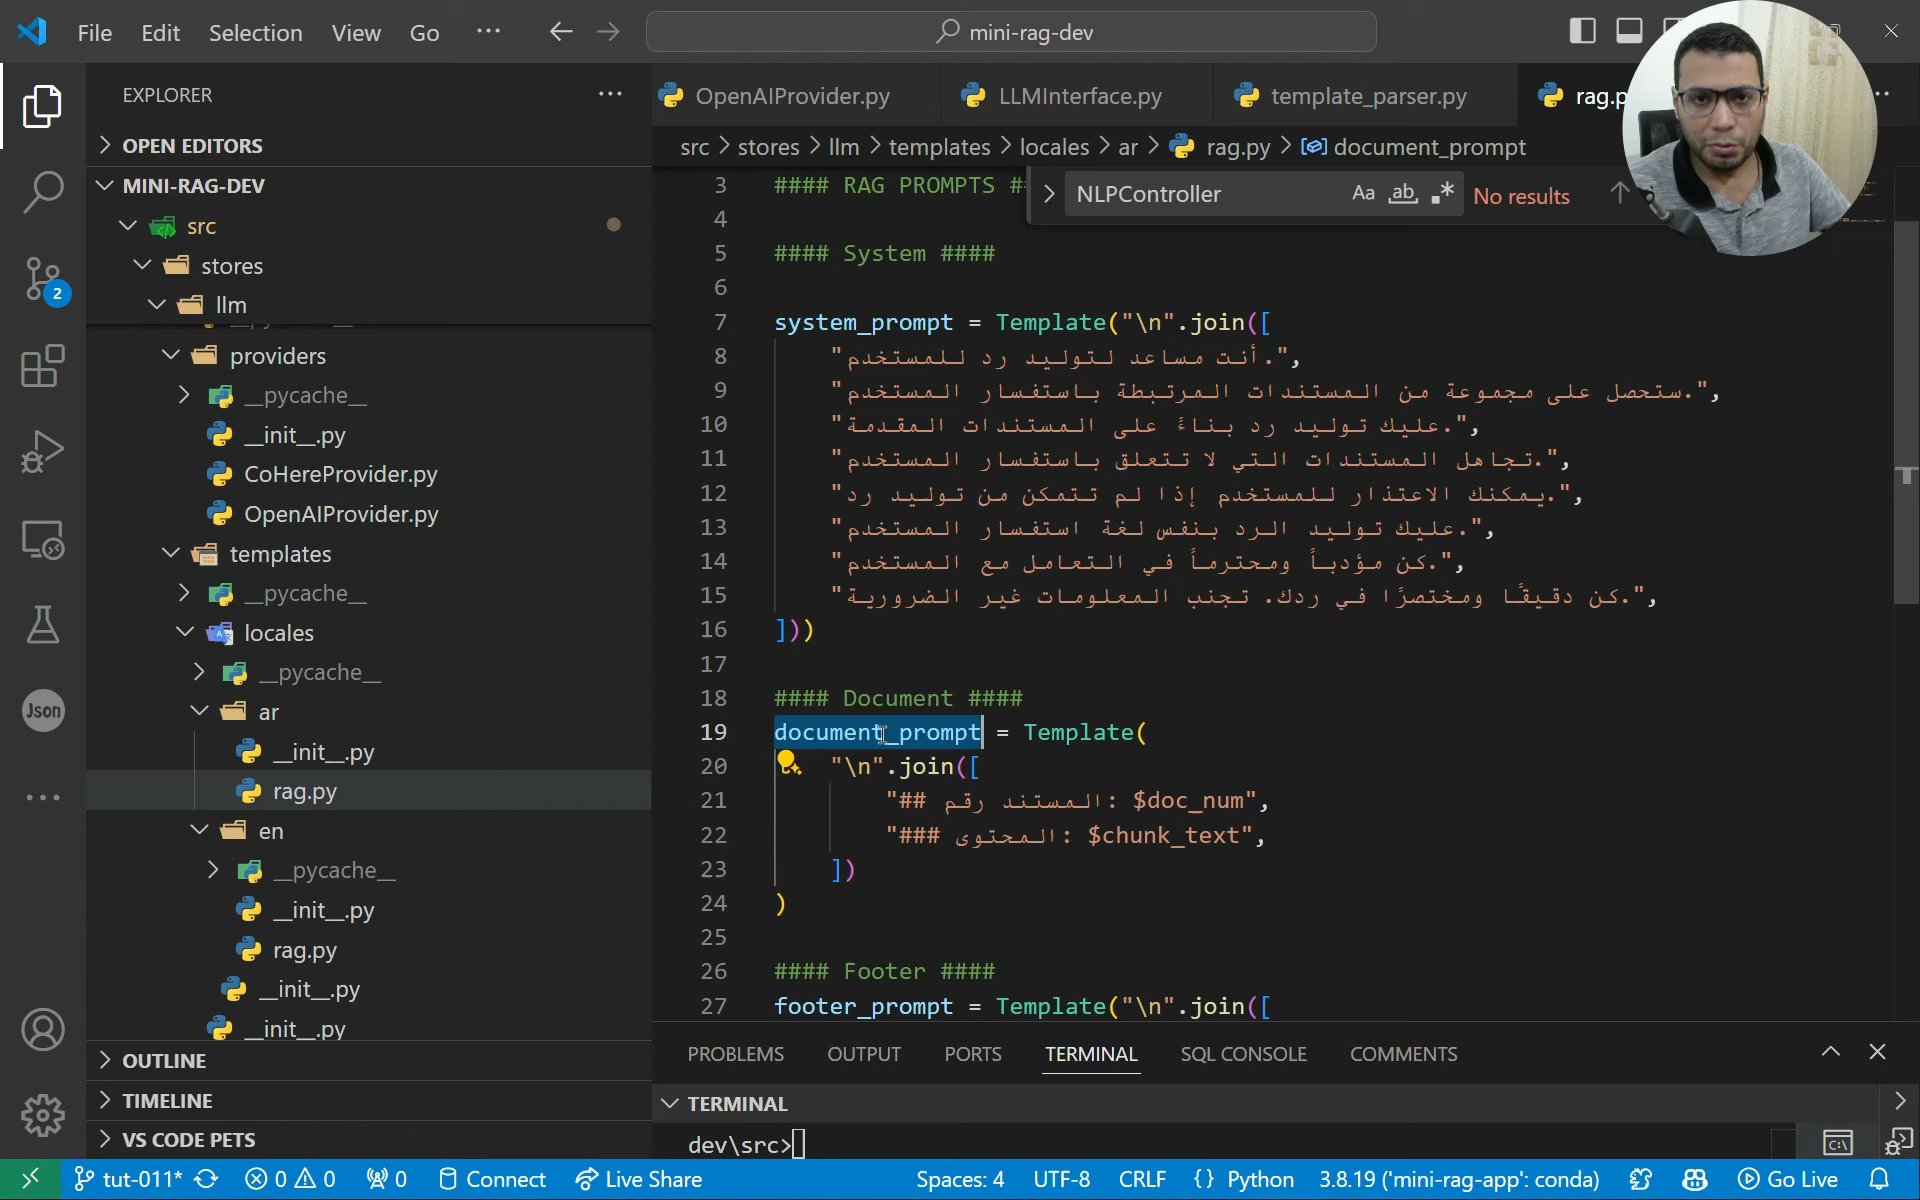 File Edit Selection View Go ···
mini-rag-dev
EXPLORER
OPEN EDITORS
MINI-RAG-DEV
src
stores
llm
providers
__pycache__
__init__.py
CoHereProvider.py
OpenAIProvider.py
templates
__pycache__
locales
__pycache__
ar
__init__.py
rag.py
en
__pycache__
__init__.py
rag.py
__init__.py
__init__.py
OUTLINE
TIMELINE
VS CODE PETS
2
Json
OpenAIProvider.py LLMInterface.py template_parser.py rag.p
src > stores > llm > templates > locales > ar > rag.py > document_prompt
NLPController Aa ab No results
3 #### RAG PROMPTS #
4
5 #### System ####
6
7 system_prompt = Template("\n".join([
8 "أنت مساعد لتوليد رد للمستخدم.",
9 "ستحصل على مجموعة من المستندات المرتبطة باستفسار المستخدم.",
10 "عليك توليد رد بناءً على المستندات المقدمة.",
11 "تجاهل المستندات التي لا تتعلق باستفسار المستخدم.",
12 "يمكنك الاعتذار للمستخدم إذا لم تتمكن من توليد رد.",
13 "عليك توليد الرد بنفس لغة استفسار المستخدم.",
14 "كن مؤدباً ومحترماً في التعامل مع المستخدم.",
15 "كن دقيقًا ومختصرًا في ردك. تجنب المعلومات غير الضرورية.",
16 ]))
17
18 #### Document ####
19 document_prompt = Template(
20 "\n".join([
21 "## المستند رقم: $doc_num",
22 "### المحتوى: $chunk_text",
23 ])
24 )
25
26 #### Footer ####
27 footer_prompt = Template("\n".join([
PROBLEMS OUTPUT PORTS TERMINAL SQL CONSOLE COMMENTS
TERMINAL
dev\src>
tut-011* 0 0 0 Connect Live Share Spaces: 4 UTF-8 CRLF {} Python 3.8.19 ('mini-rag-app': conda) Go Live